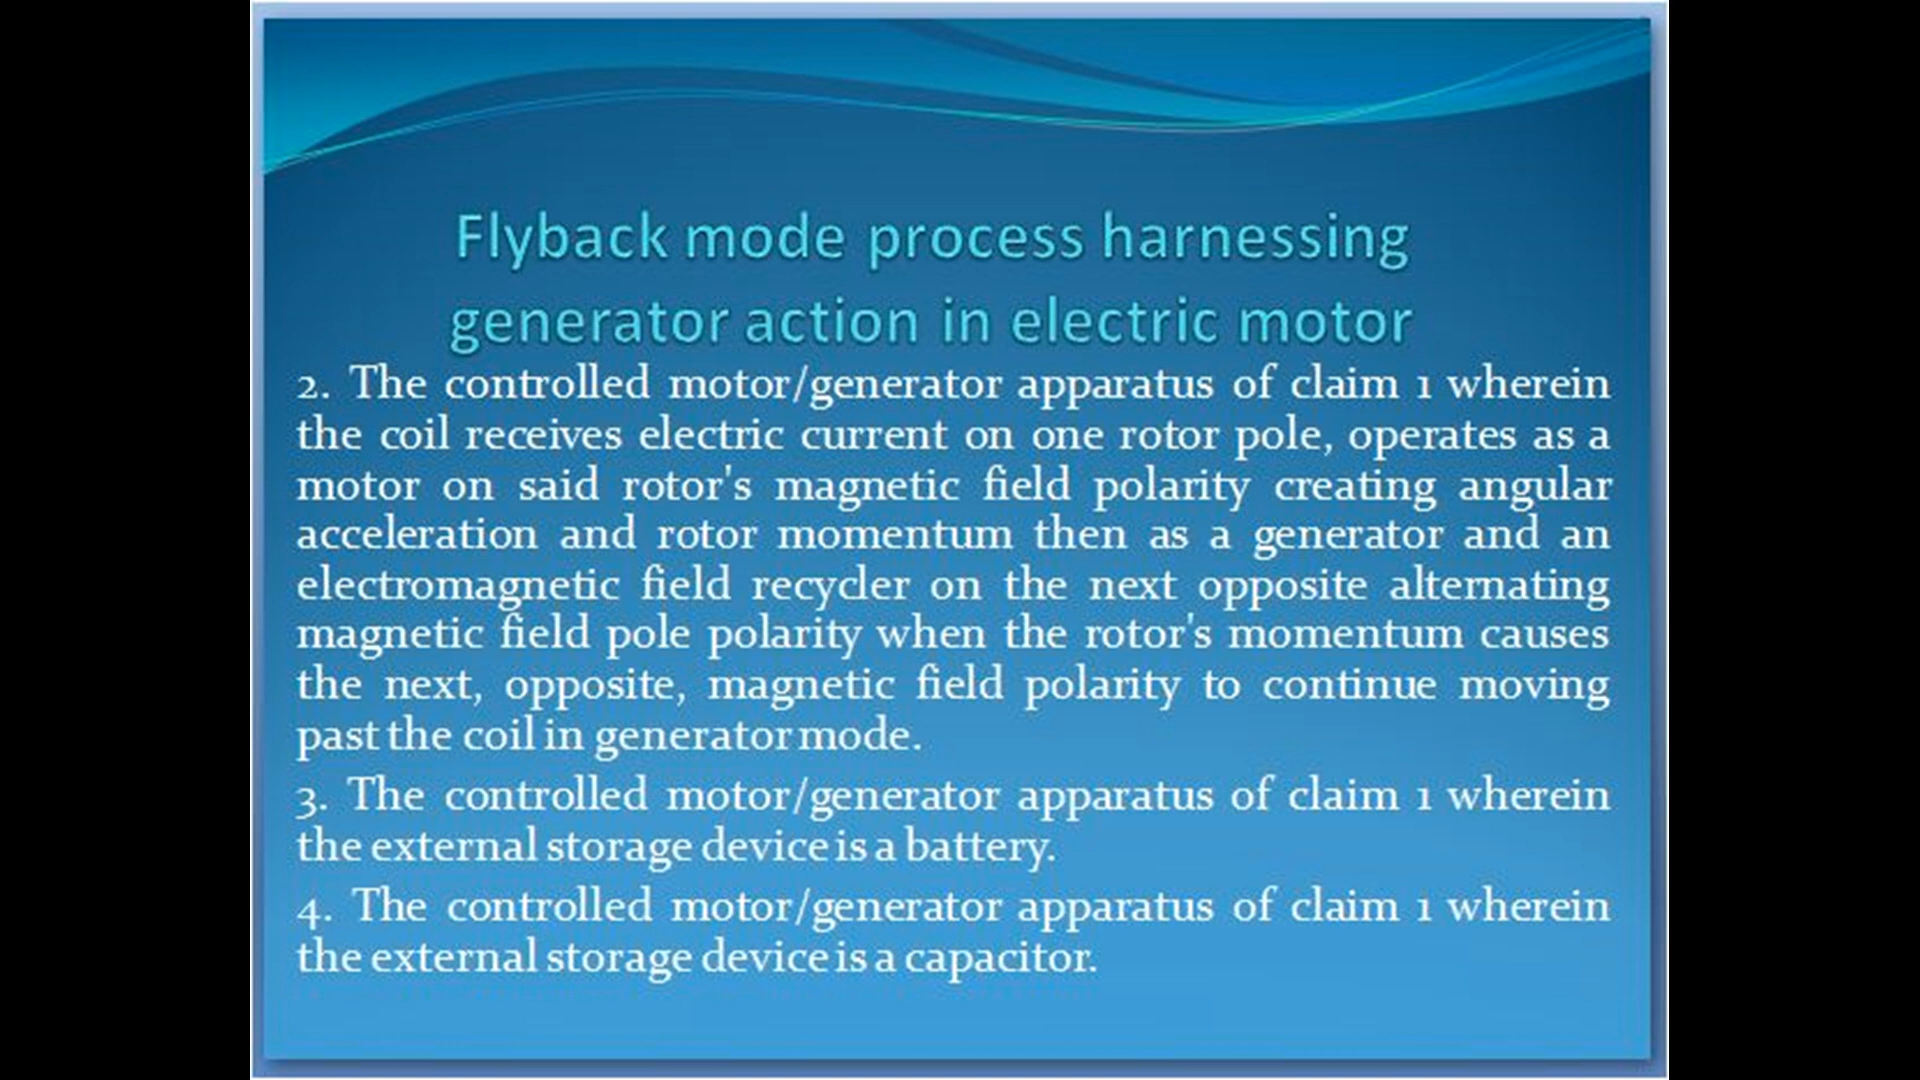 Flyback mode process harnessing
generator action in electric motor
2. The controlled motor/generator apparatus of claim 1 wherein
the coil receives electric current on one rotor pole, operates as a
motor on said rotor's magnetic field polarity creating angular
acceleration and rotor momentum then as a generator and an
electromagnetic field recycler on the next opposite alternating
magnetic field pole polarity when the rotor's momentum causes
the next, opposite, magnetic field polarity to continue moving
past the coil in generator mode.
3. The controlled motor/generator apparatus of claim 1 wherein
the external storage device is a battery.
4. The controlled motor/generator apparatus of claim 1 wherein
the external storage device is a capacitor.